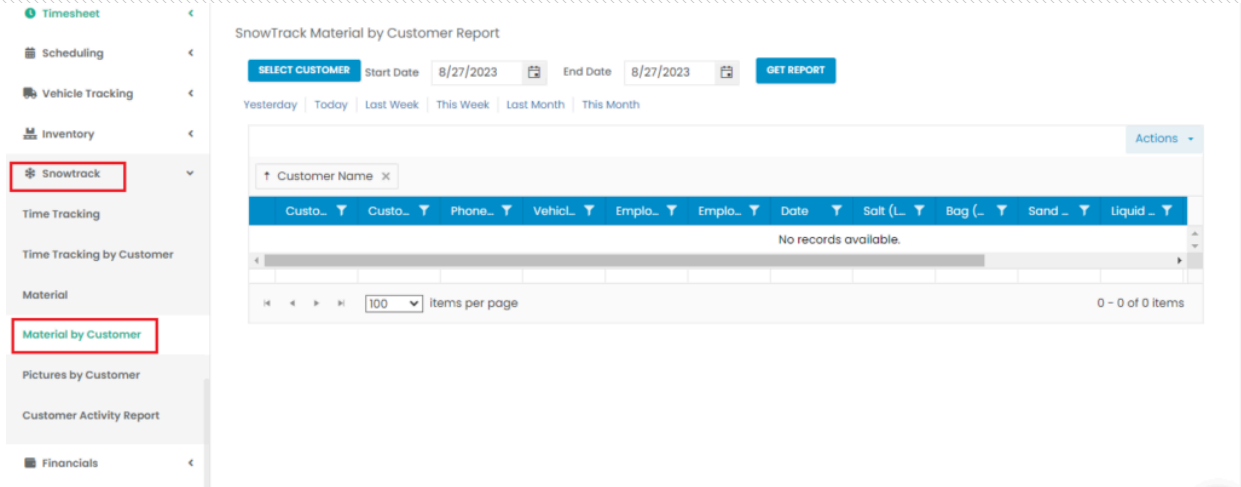 Timesheet
Scheduling
Vehicle Tracking
Inventory
Snowtrack
Time Tracking
Time Tracking by Customer
Material
Material by Customer
Pictures by Customer
Customer Activity Report
Financials
SnowTrack Material by Customer Report
SELECT CUSTOMER Start Date 8/27/2023 End Date 8/27/2023 GET REPORT
Yesterday Today Last Week This Week Last Month This Month
Actions
↑ Customer Name ×
Custo... Custo... Phone... Vehicl... Emplo... Emplo... Date Salt (L... Bag (... Sand ... Liquid ...
No records available.
100 items per page 0 - 0 of 0 items